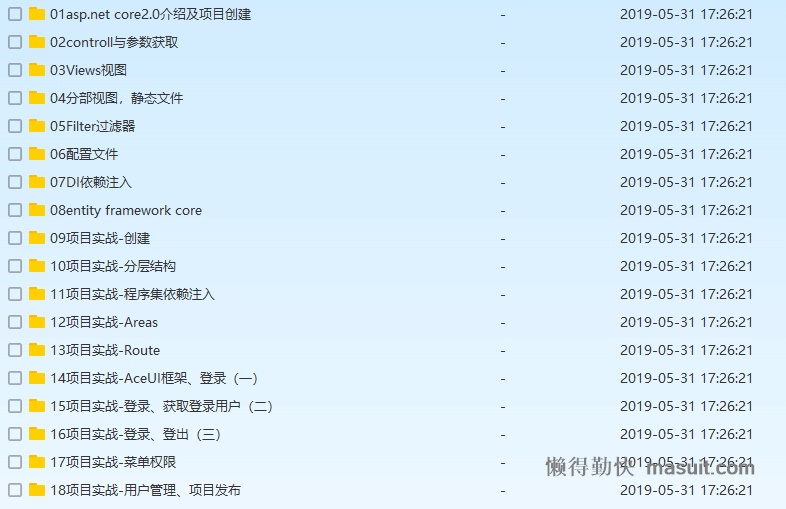 01asp.net core2.0介绍及项目创建 - 2019-05-31 17:26:21
02controll与参数获取 - 2019-05-31 17:26:21
03Views视图 - 2019-05-31 17:26:21
04分部视图，静态文件 - 2019-05-31 17:26:21
05Filter过滤器 - 2019-05-31 17:26:21
06配置文件 - 2019-05-31 17:26:21
07DI依赖注入 - 2019-05-31 17:26:21
08entity framework core - 2019-05-31 17:26:21
09项目实战-创建 - 2019-05-31 17:26:21
10项目实战-分层结构 - 2019-05-31 17:26:21
11项目实战-程序集依赖注入 - 2019-05-31 17:26:21
12项目实战-Areas - 2019-05-31 17:26:21
13项目实战-Route - 2019-05-31 17:26:21
14项目实战-AceUI框架、登录（一） - 2019-05-31 17:26:21
15项目实战-登录、获取登录用户（二） - 2019-05-31 17:26:21
16项目实战-登录、登出（三） - 2019-05-31 17:26:21
17项目实战-菜单权限 - 2019-05-31 17:26:21
懒得勤快 masuit.com
18项目实战-用户管理、项目发布 - 2019-05-31 17:26:21